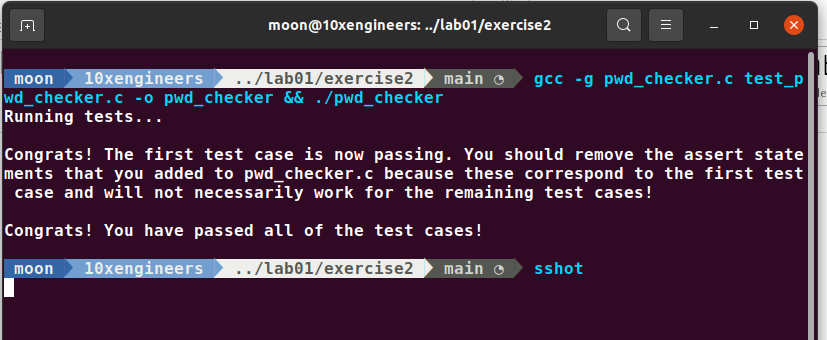 moon@10xengineers: ../lab01/exercise2
moon 10xengineers ../lab01/exercise2 main gcc -g pwd_checker.c test_p
wd_checker.c -o pwd_checker && ./pwd_checker
Running tests...
Congrats! The first test case is now passing. You should remove the assert state
ments that you added to pwd_checker.c because these correspond to the first test
case and will not necessarily work for the remaining test cases!
Congrats! You have passed all of the test cases!
moon 10xengineers ../lab01/exercise2 main sshot